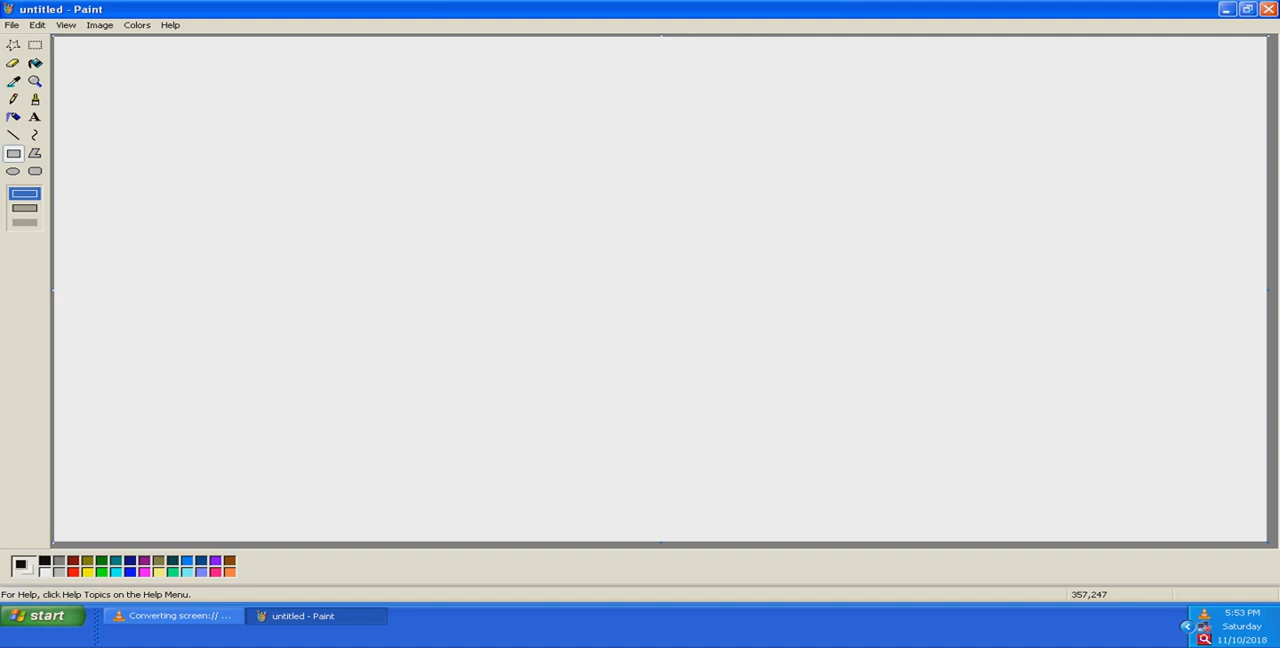 untitled - Paint
File Edit View Image Colors Help
A
For Help, click Help Topics on the Help Menu.
357,247
start
Converting screen:// ...
untitled - Paint
5:53 PM
Saturday
11/10/2018